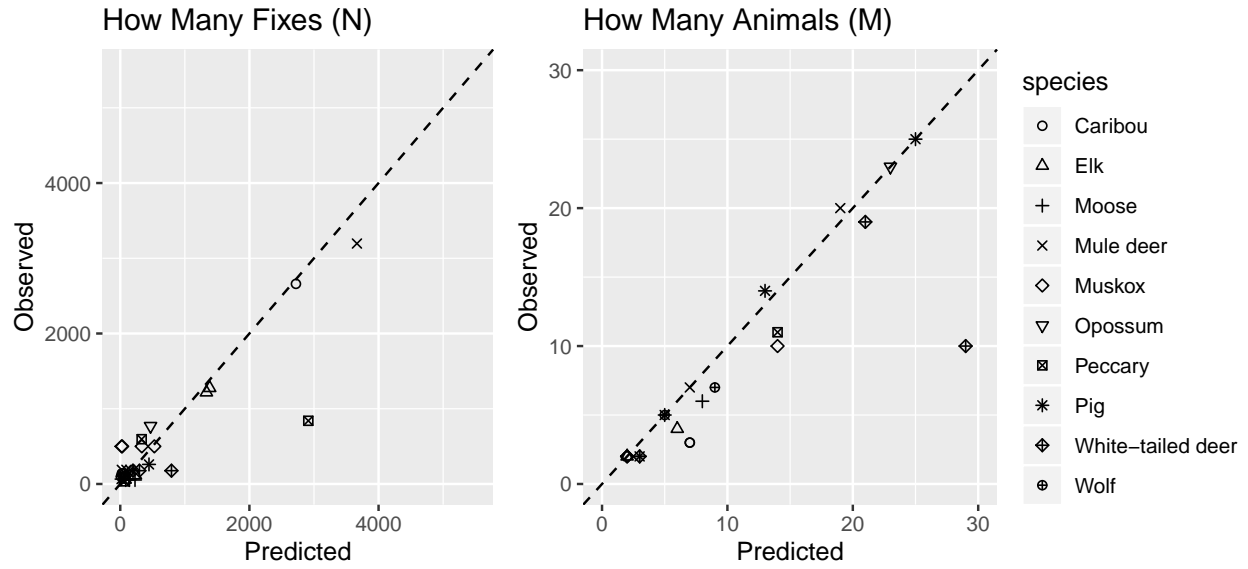 How Many Fixes (N)
4000
2000
0
Observed
0 2000 4000
Predicted
How Many Animals (M)
30
20
10
0
Observed
0 10 20 30
Predicted
species
Caribou
Elk
Moose
Mule deer
Muskox
Opossum
Peccary
Pig
White−tailed deer
Wolf